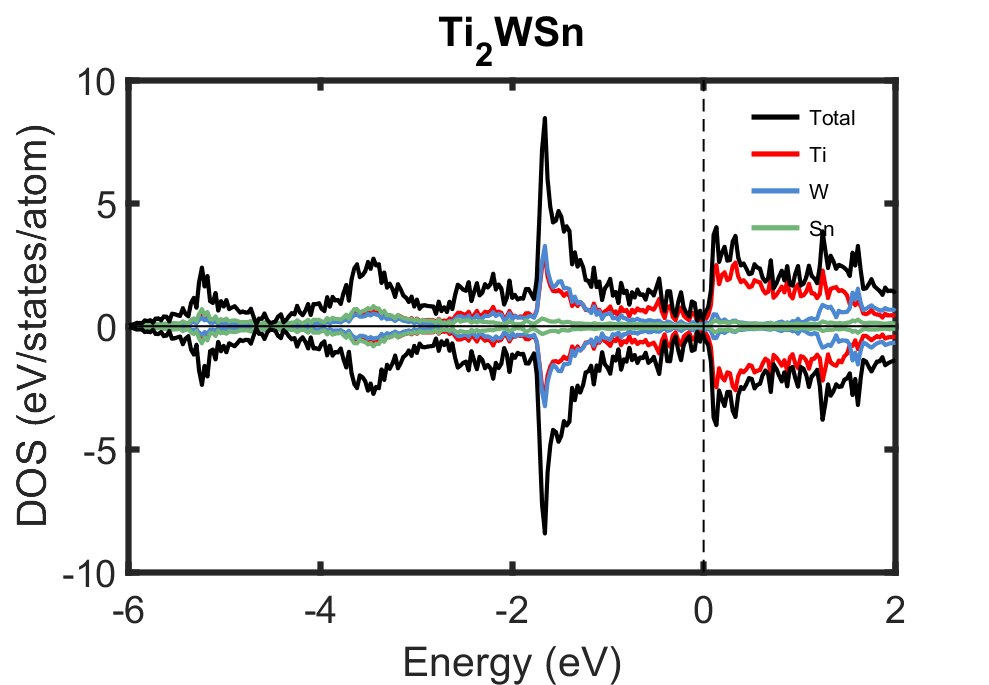 Ti₂WSn
DOS (eV/states/atom)
10
5
0
-5
-10
Total
Ti
W
Sn
-6
-4
-2
0
2
Energy (eV)